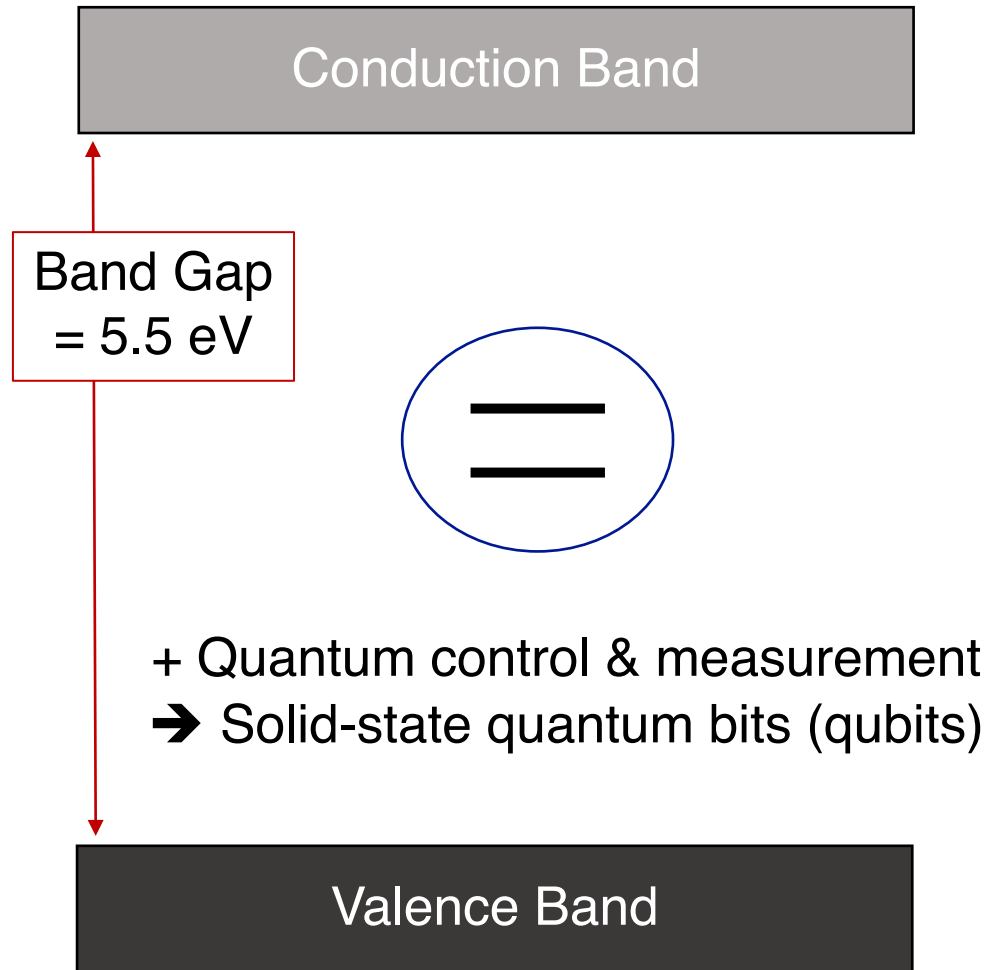 Conduction Band
Band Gap
= 5.5 eV
+ Quantum control & measurement
➔ Solid-state quantum bits (qubits)
Valence Band